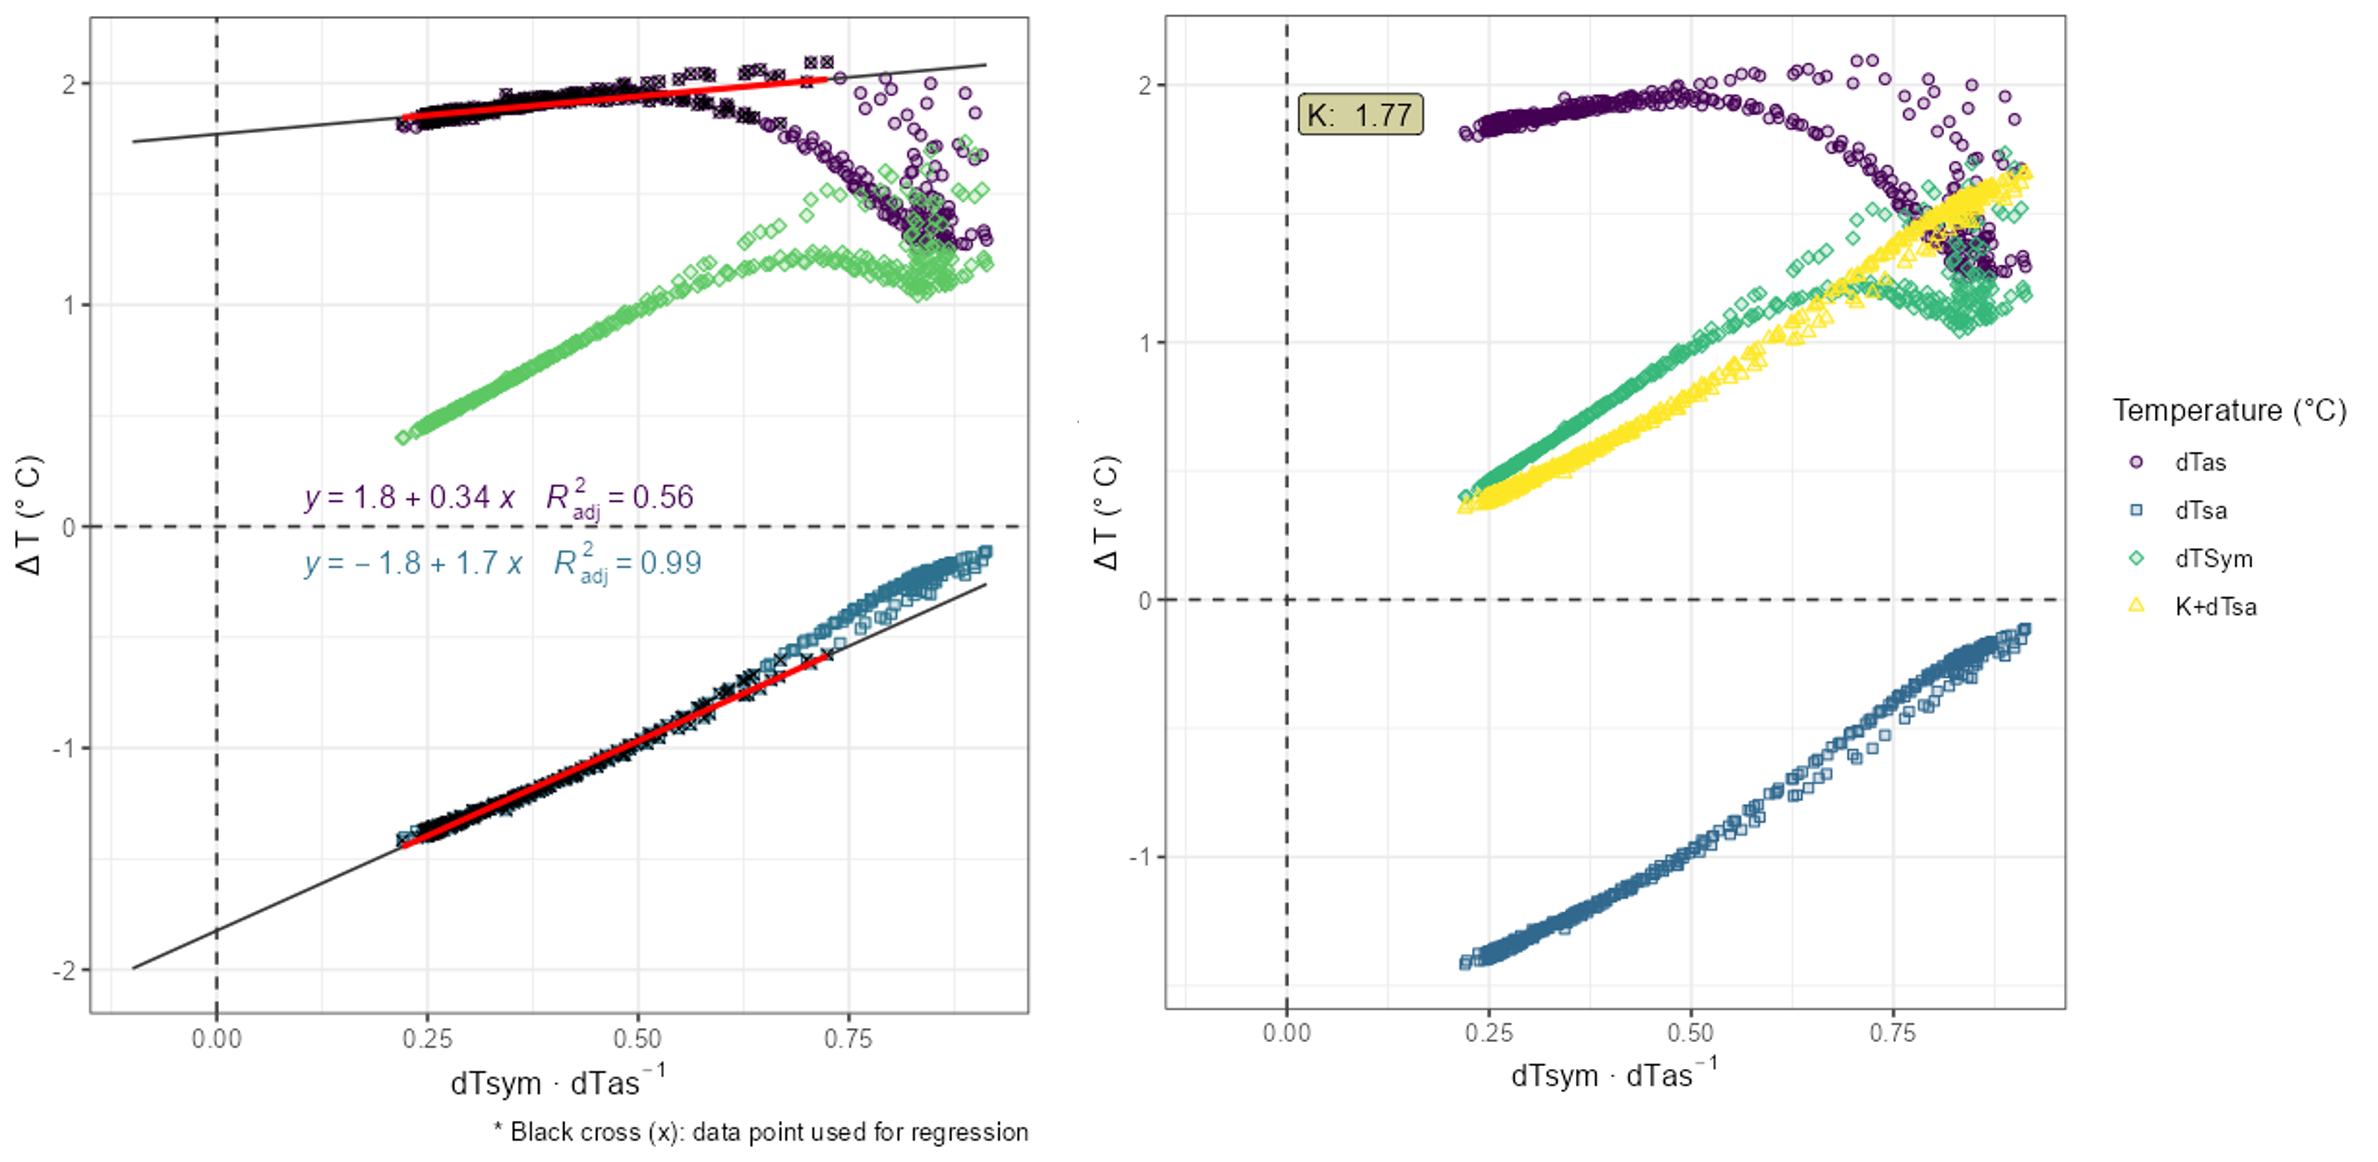 2
1
0
-1
-2
Δ T (° C)
y = 1.8 + 0.34 x R²adj = 0.56
y = − 1.8 + 1.7 x R²adj = 0.99
0.00 0.25 0.50 0.75
dTsym · dTas⁻¹
* Black cross (x): data point used for regression
2
1
0
-1
Δ T (° C)
K: 1.77
0.00 0.25 0.50 0.75
dTsym · dTas⁻¹
Temperature (°C)
dTas
dTsa
dTSym
K+dTsa